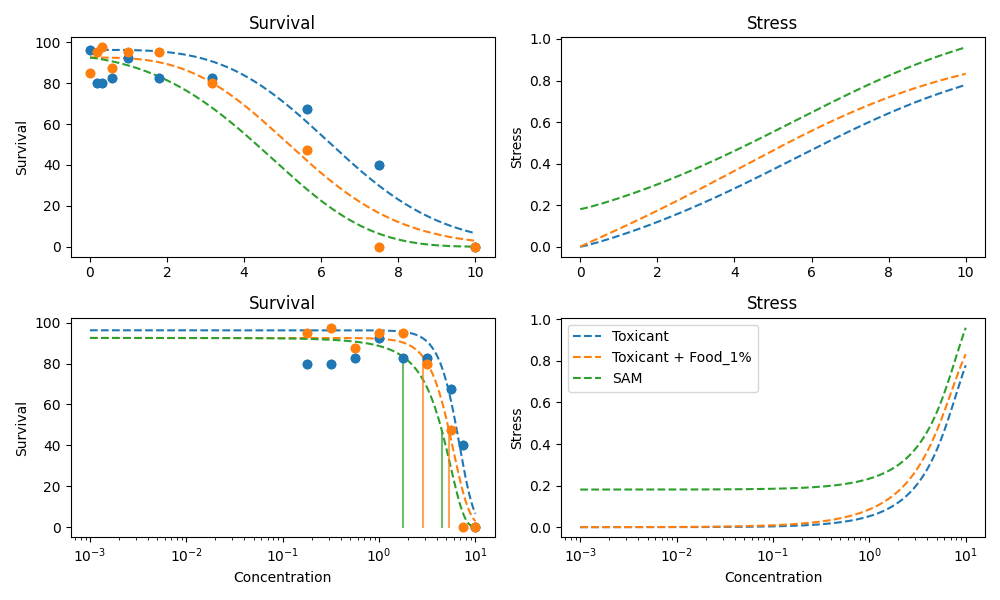 Survival
Survival
100
80
60
40
20
0
0 2 4 6 8 10
Stress
Stress
1.0
0.8
0.6
0.4
0.2
0.0
0 2 4 6 8 10
Survival
Survival
100
80
60
40
20
0
10⁻³ 10⁻² 10⁻¹ 10⁰ 10¹
Concentration
Stress
Stress
1.0
0.8
0.6
0.4
0.2
0.0
Toxicant
Toxicant + Food_1%
SAM
10⁻³ 10⁻² 10⁻¹ 10⁰ 10¹
Concentration